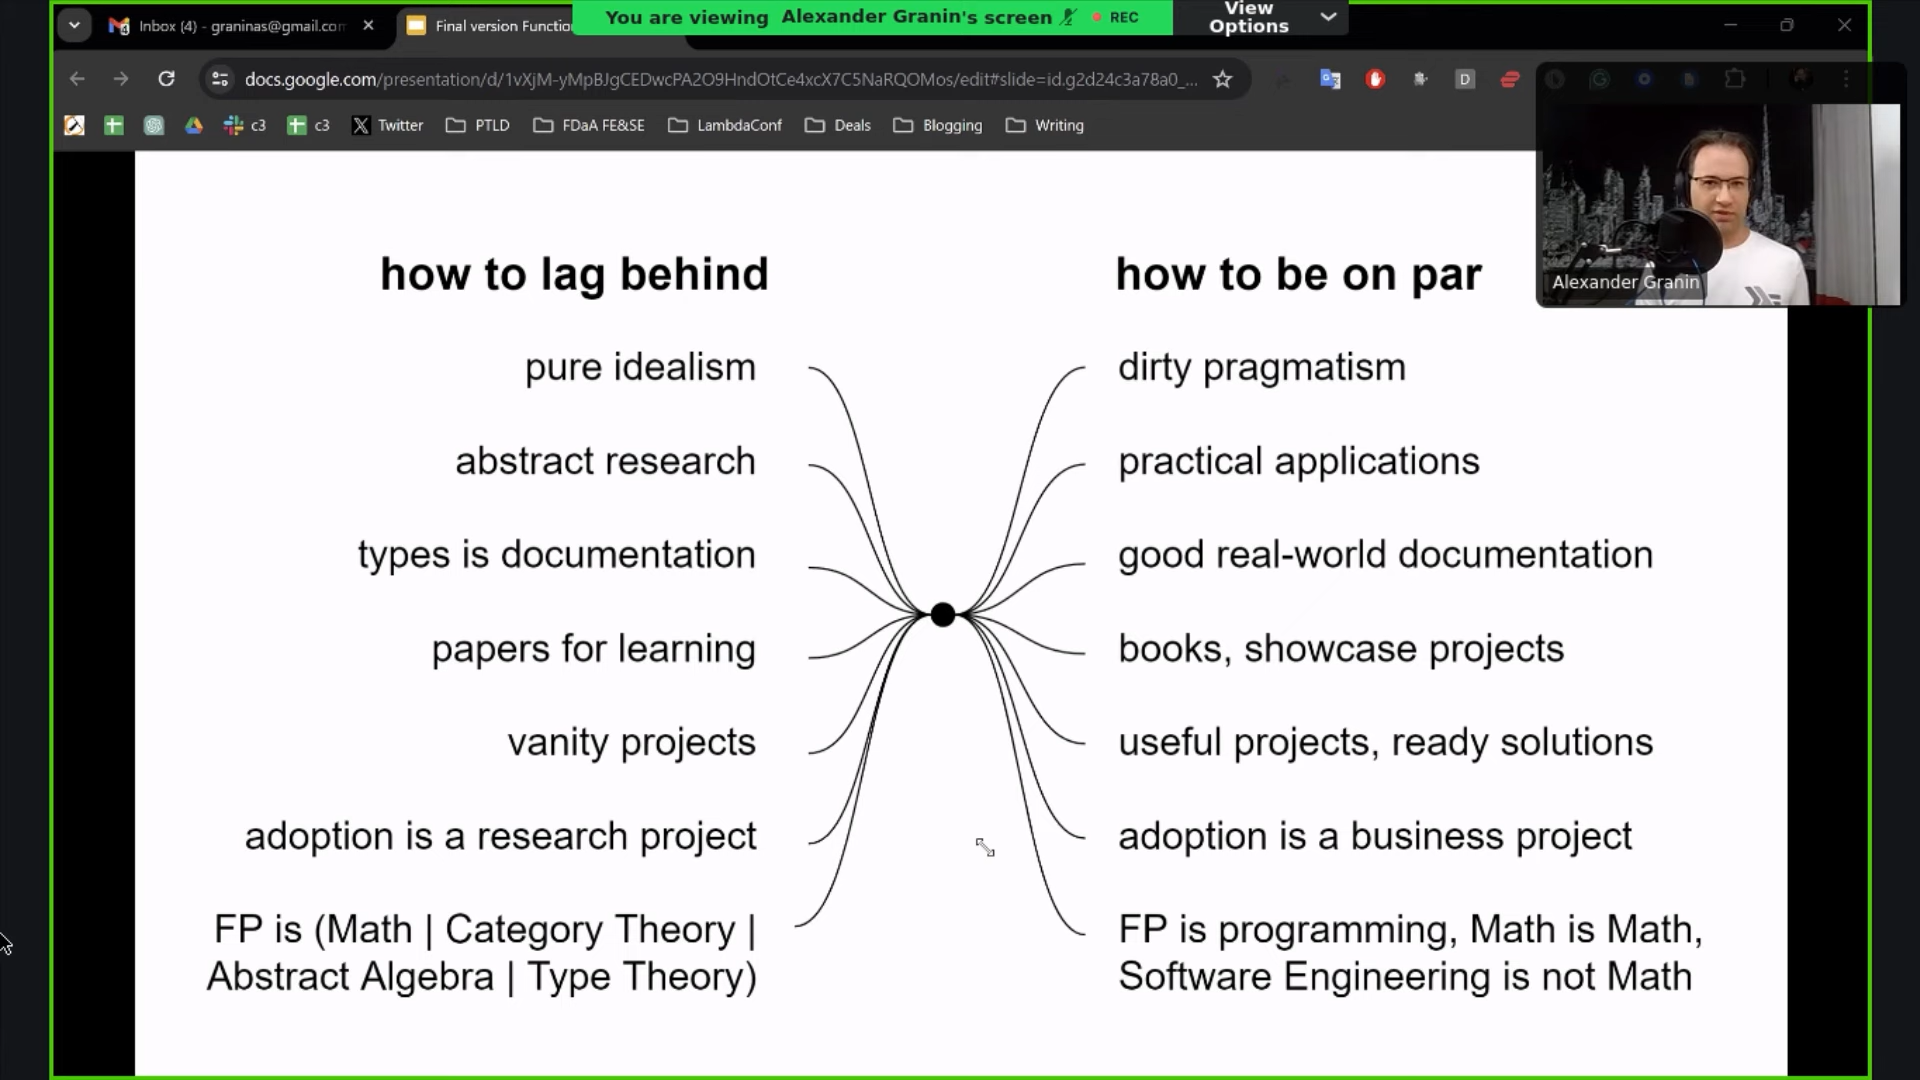 Inbox (4) - graninas@gmail.com
Final version Functio
You are viewing Alexander Granin's screen
REC
View Options
docs.google.com/presentation/d/1vXjM-yMpBJgCEDwcPA2O9HndOtCe4xcX7C5NaRQOMos/edit#slide=id.g2d24c3a78a0_...
c3
c3
Twitter
PTLD
FDaA FE&SE
LambdaConf
Deals
Blogging
Writing
Alexander Granin
how to lag behind
pure idealism
abstract research
types is documentation
papers for learning
vanity projects
adoption is a research project
FP is (Math | Category Theory |
Abstract Algebra | Type Theory)
how to be on par
dirty pragmatism
practical applications
good real-world documentation
books, showcase projects
useful projects, ready solutions
adoption is a business project
FP is programming, Math is Math,
Software Engineering is not Math